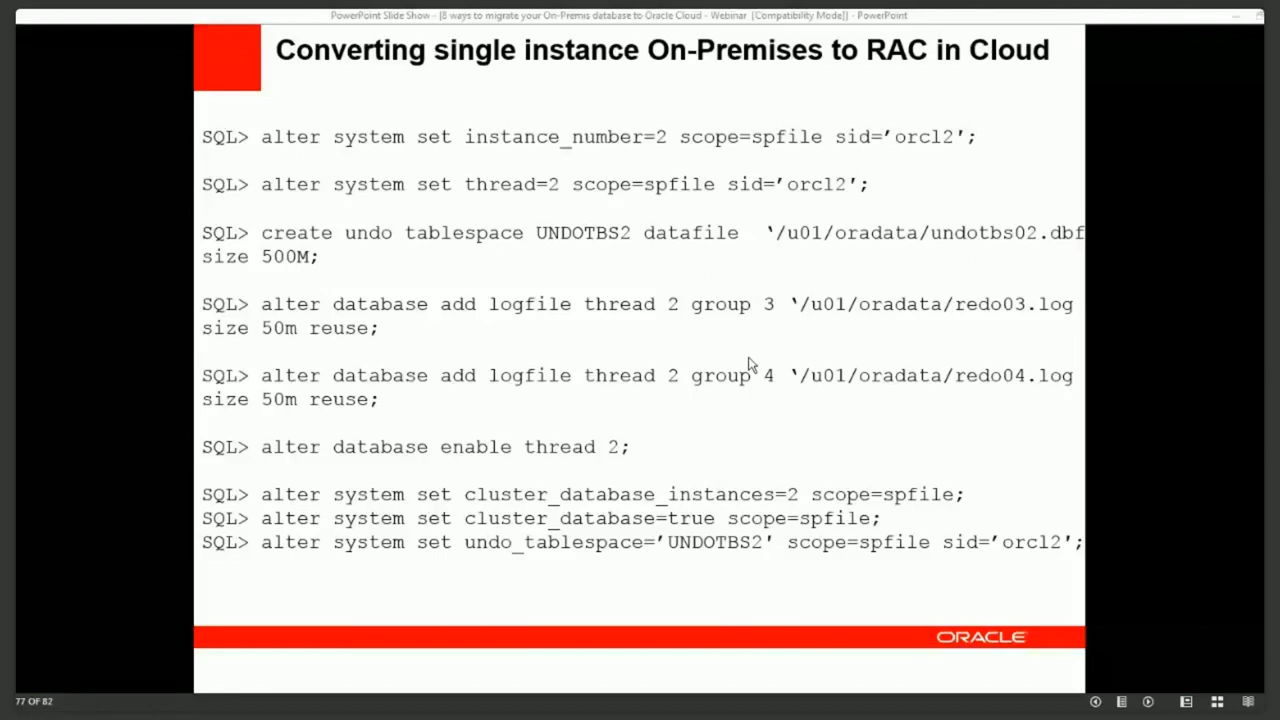 PowerPoint Slide Show - [8 ways to migrate your On-Premis database to Oracle Cloud - Webinar [Compatibility Mode]] - PowerPoint
Converting single instance On-Premises to RAC in Cloud
SQL> alter system set instance_number=2 scope=spfile sid=’orcl2’;
SQL> alter system set thread=2 scope=spfile sid=’orcl2’;
SQL> create undo tablespace UNDOTBS2 datafile ‘/u01/oradata/undotbs02.dbf
size 500M;
SQL> alter database add logfile thread 2 group 3 ‘/u01/oradata/redo03.log
size 50m reuse;
SQL> alter database add logfile thread 2 group 4 ‘/u01/oradata/redo04.log
size 50m reuse;
SQL> alter database enable thread 2;
SQL> alter system set cluster_database_instances=2 scope=spfile;
SQL> alter system set cluster_database=true scope=spfile;
SQL> alter system set undo_tablespace=’UNDOTBS2’ scope=spfile sid=’orcl2’;
ORACLE
77 OF 82